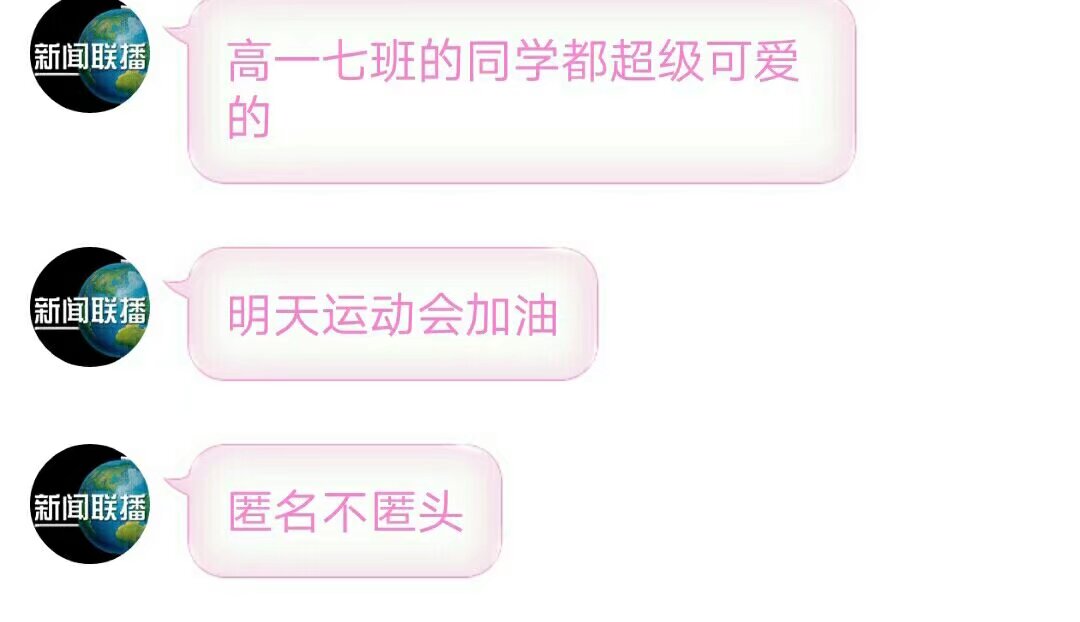 新闻联播
高一七班的同学都超级可爱
的
新闻联播
明天运动会加油
新闻联播
匿名不匿头